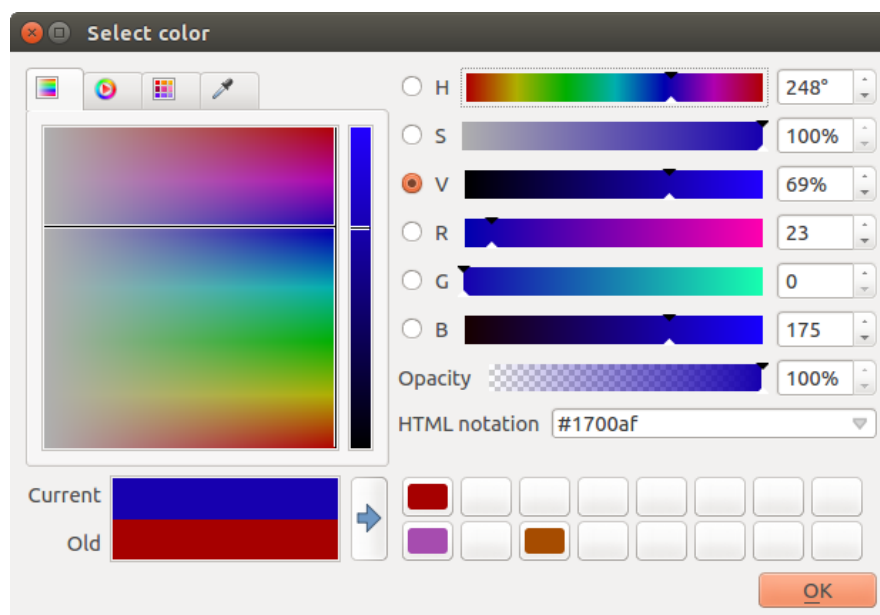 Select color
H 248°
S 100%
V 69%
R 23
G 0
B 175
Opacity 100%
HTML notation #1700af
Current
Old
OK